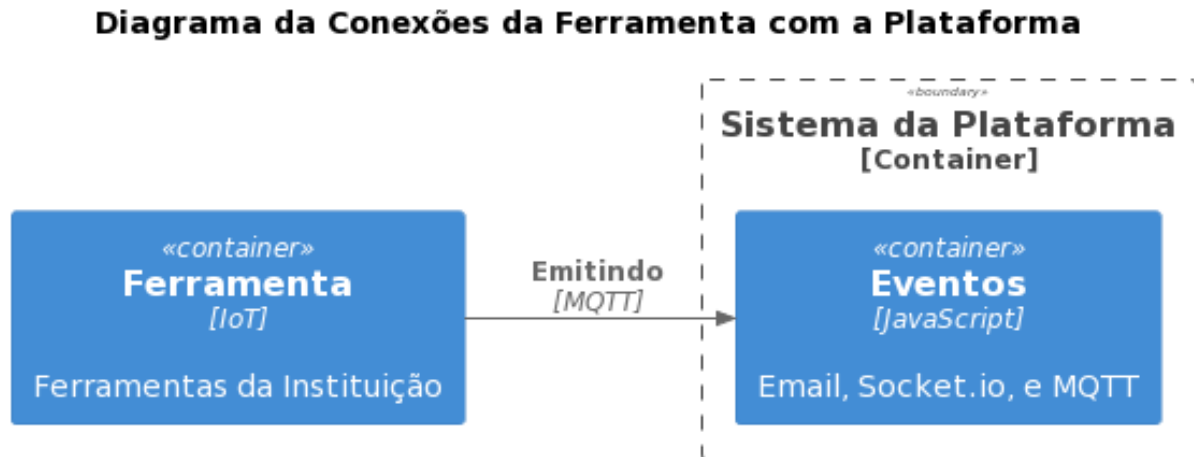 Diagrama da Conexões da Ferramenta com a Plataforma
«boundary»
Sistema da Plataforma
[Container]
«container»
Ferramenta
[IoT]
Ferramentas da Instituição
Emitindo
[MQTT]
«container»
Eventos
[JavaScript]
Email, Socket.io, e MQTT